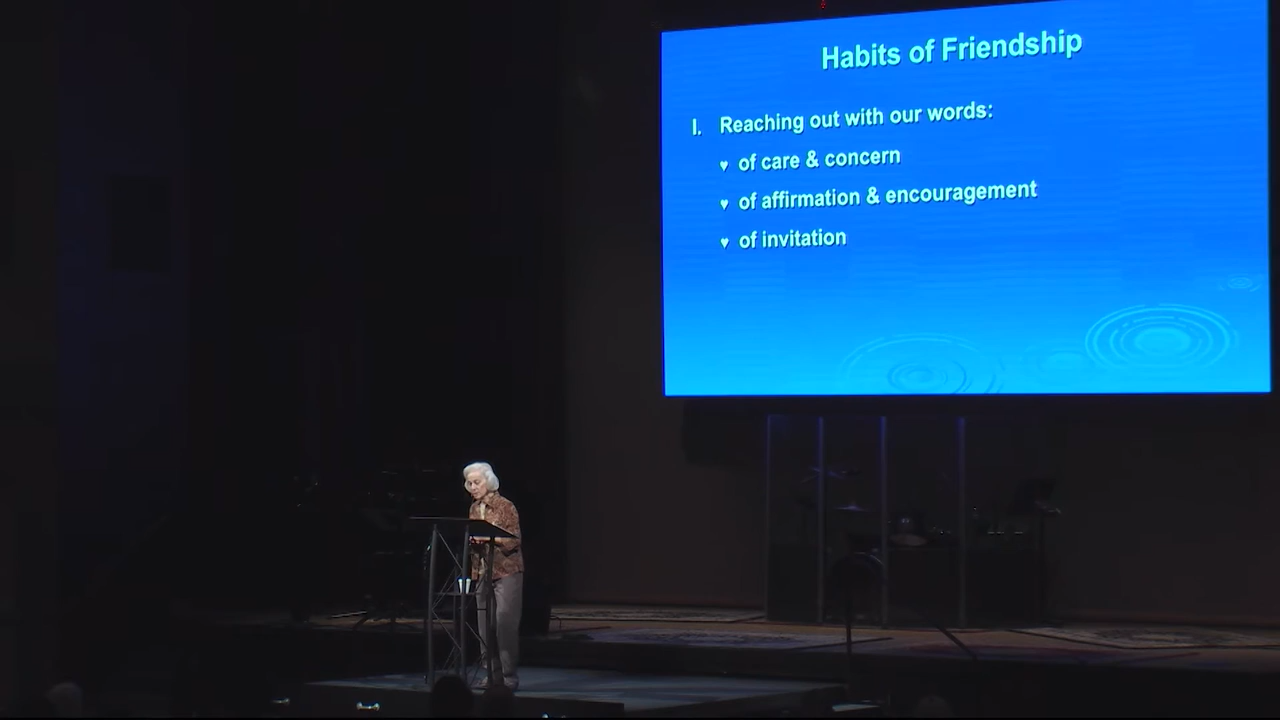 Habits of Friendship
I. Reaching out with our words:
♥ of care & concern
♥ of affirmation & encouragement
♥ of invitation